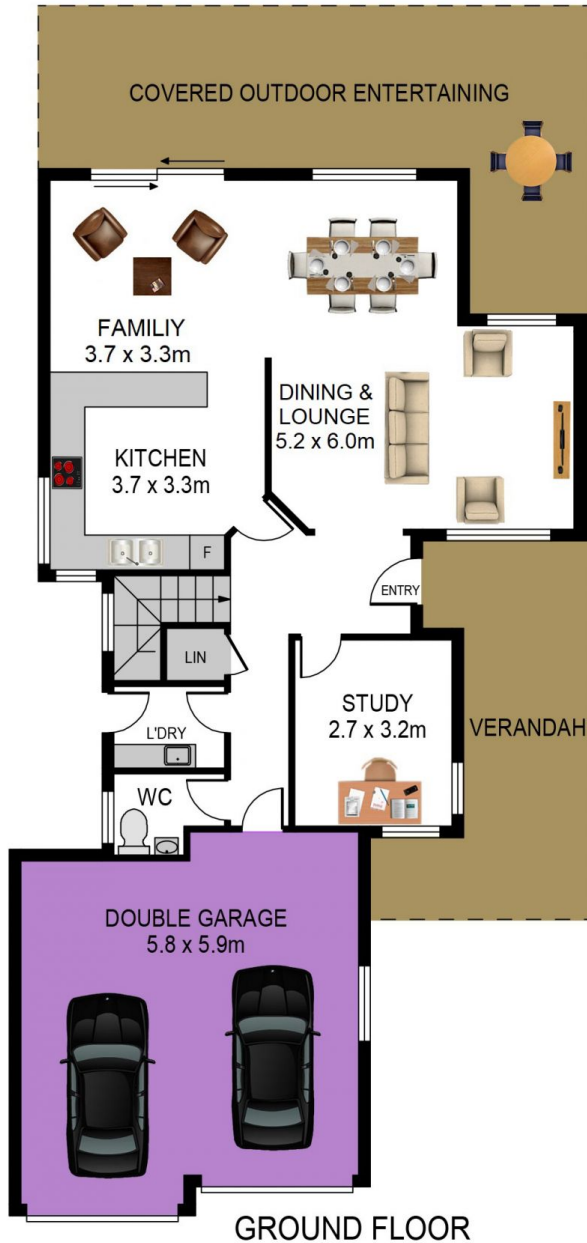 COVERED OUTDOOR ENTERTAINING
FAMILIY
3.7 x 3.3m
DINING &
LOUNGE
5.2 x 6.0m
KITCHEN
3.7 x 3.3m
F
ENTRY
LIN
STUDY
2.7 x 3.2m
VERANDAH
L'DRY
WC
DOUBLE GARAGE
5.8 x 5.9m
GROUND FLOOR